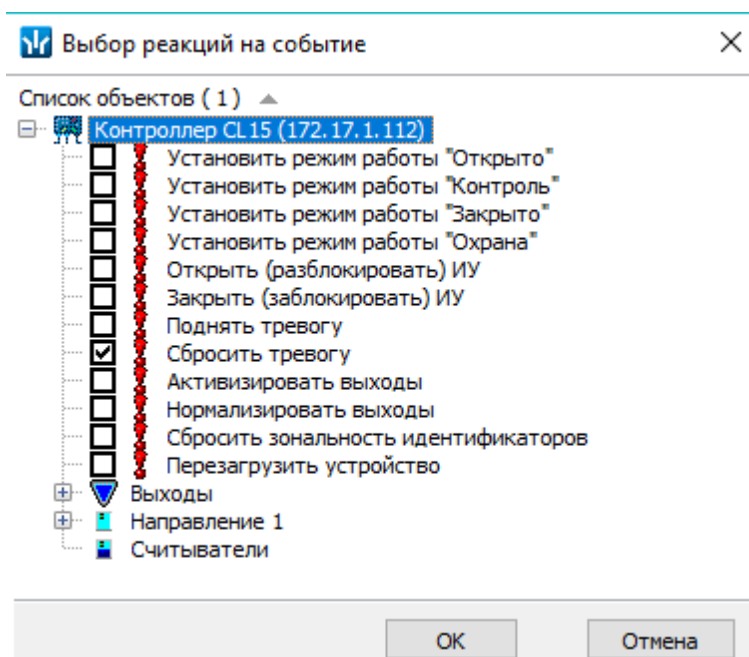 Выбор реакций на событие
Список объектов ( 1 )
Контроллер CL15 (172.17.1.112)
Установить режим работы "Открыто"
Установить режим работы "Контроль"
Установить режим работы "Закрыто"
Установить режим работы "Охрана"
Открыть (разблокировать) ИУ
Закрыть (заблокировать) ИУ
Поднять тревогу
Сбросить тревогу
Активизировать выходы
Нормализировать выходы
Сбросить зональность идентификаторов
Перезагрузить устройство
Выходы
Направление 1
Считыватели
ОК Отмена